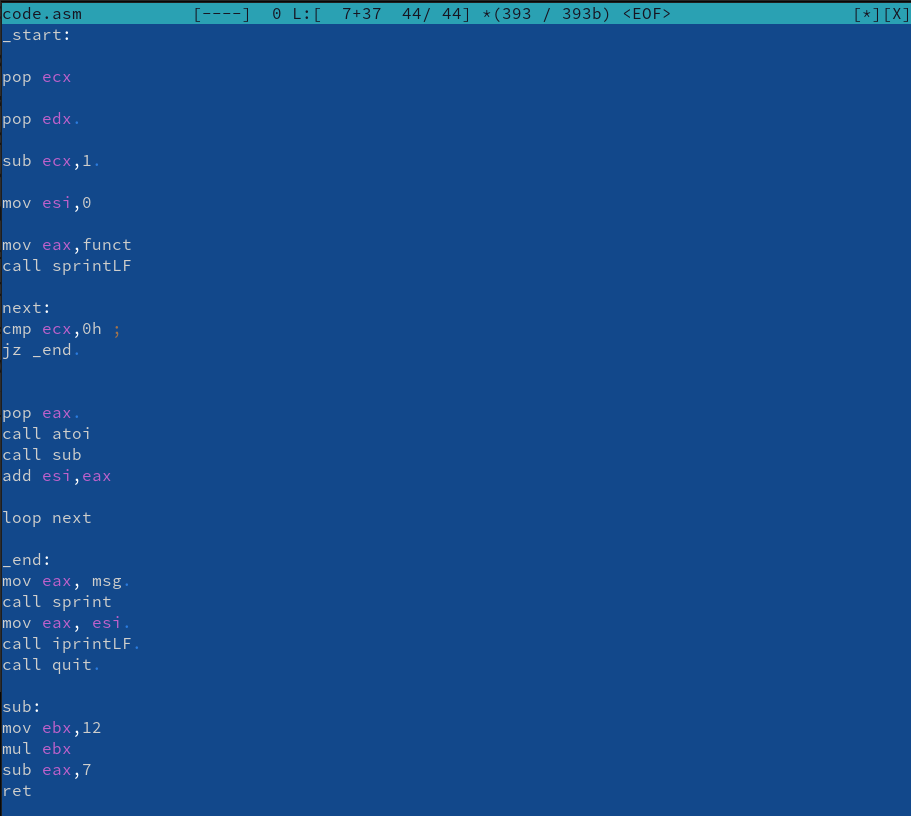 code.asm [----] 0 L:[ 7+37 44/ 44] *(393 / 393b) <EOF> [*][X]
_start:
pop ecx
pop edx.
sub ecx,1.
mov esi,0
mov eax,funct
call sprintLF
next:
cmp ecx,0h ;
jz _end.
pop eax.
call atoi
call sub
add esi,eax
loop next
_end:
mov eax, msg.
call sprint
mov eax, esi.
call iprintLF.
call quit.
sub:
mov ebx,12
mul ebx
sub eax,7
ret